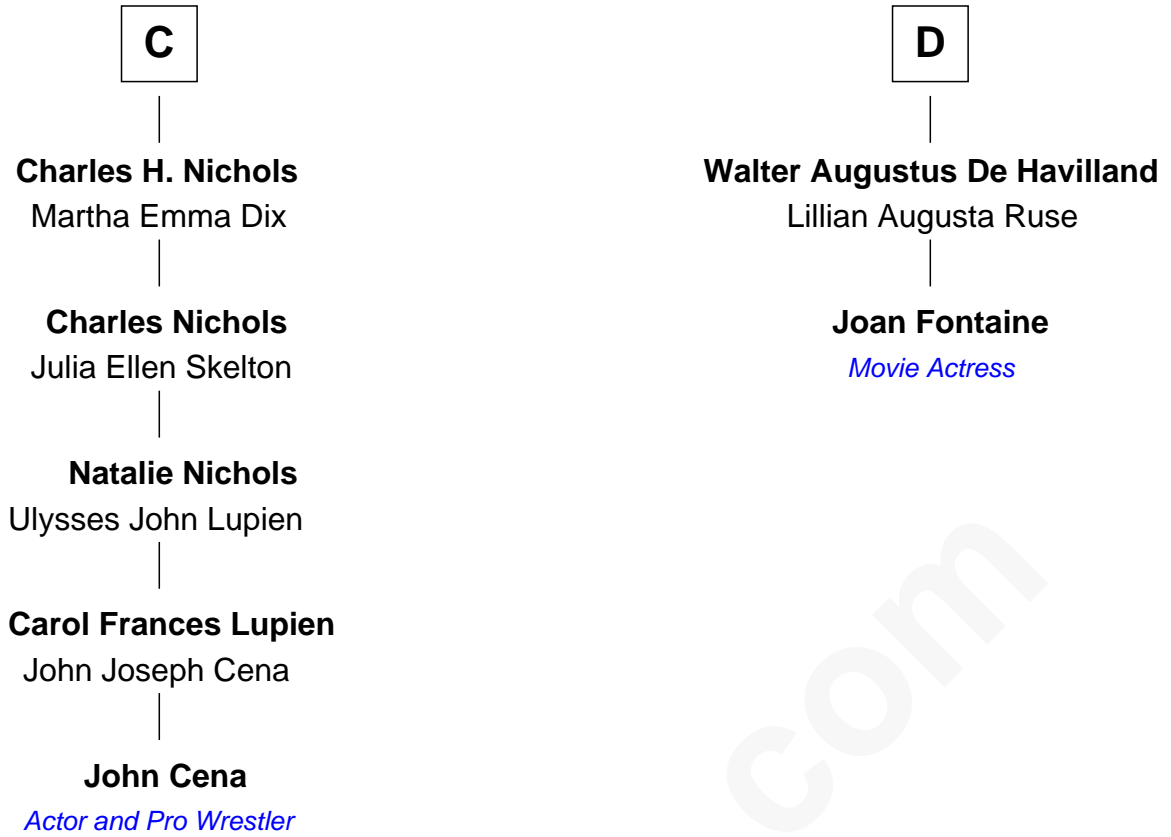 C
Charles H. Nichols
Martha Emma Dix
Charles Nichols
Julia Ellen Skelton
Natalie Nichols
Ulysses John Lupien
Carol Frances Lupien
John Joseph Cena
John Cena
Actor and Pro Wrestler
D
Walter Augustus De Havilland
Lillian Augusta Ruse
Joan Fontaine
Movie Actress
com